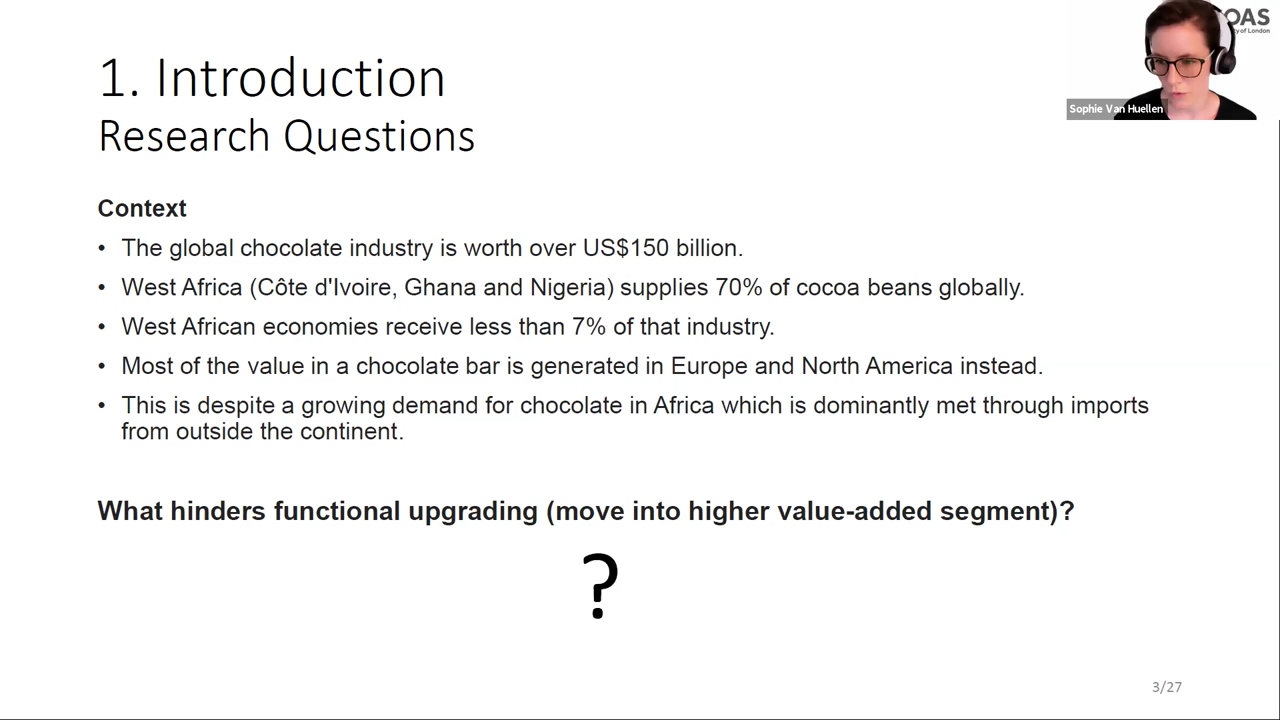 OAS
ty of London
Sophie Van Huellen
1. Introduction
Research Questions
Context
• The global chocolate industry is worth over US$150 billion.
• West Africa (Côte d'Ivoire, Ghana and Nigeria) supplies 70% of cocoa beans globally.
• West African economies receive less than 7% of that industry.
• Most of the value in a chocolate bar is generated in Europe and North America instead.
• This is despite a growing demand for chocolate in Africa which is dominantly met through imports
from outside the continent.
What hinders functional upgrading (move into higher value-added segment)?
?
3/27